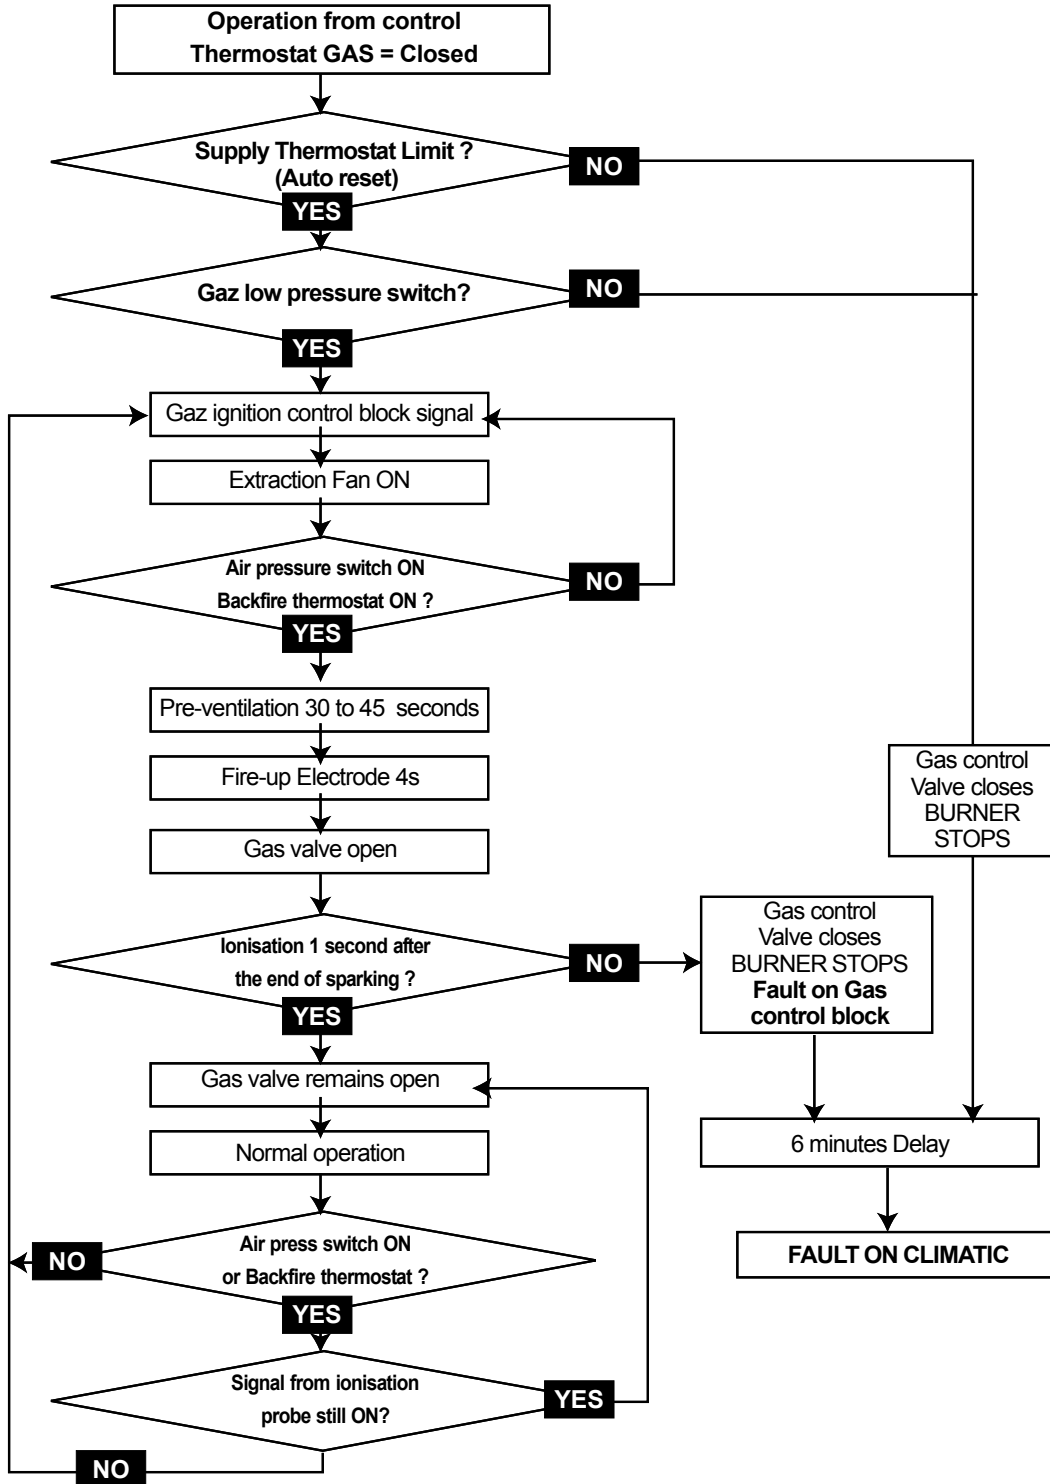 Operation from control
Thermostat GAS = Closed
Supply Thermostat Limit ?
(Auto reset)
NO
YES
Gaz low pressure switch?
NO
YES
Gaz ignition control block signal
Extraction Fan ON
Air pressure switch ON
Backfire thermostat ON ?
NO
YES
Pre-ventilation 30 to 45 seconds
Fire-up Electrode 4s
Gas valve open
Gas control
Valve closes
BURNER
STOPS
Ionisation 1 second after
the end of sparking ?
NO
YES
Gas control
Valve closes
BURNER STOPS
Fault on Gas
control block
Gas valve remains open
Normal operation
6 minutes Delay
Air press switch ON
or Backfire thermostat ?
NO
YES
FAULT ON CLIMATIC
Signal from ionisation
probe still ON?
YES
NO